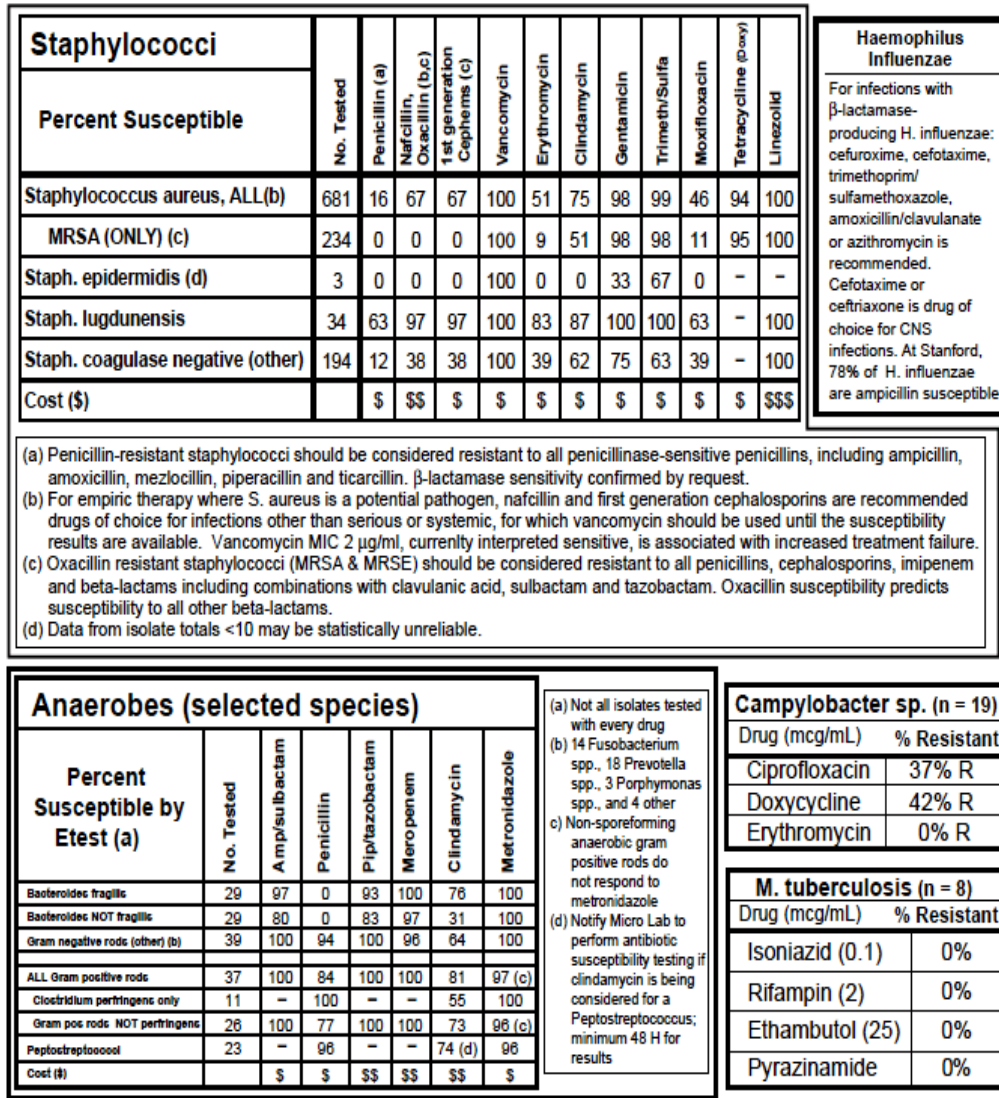 Staphylococci
Percent Susceptible
No. Tested
Penicillin (a)
Nafcillin, Oxacillin (b,c)
1st generation Cephems (c)
Vancomycin
Erythromycin
Clindamycin
Gentamicin
Trimeth/Sulfa
Moxifloxacin
Tetracycline (Doxy)
Linezolid
Staphylococcus aureus, ALL(b) 681 16 67 67 100 51 75 98 99 46 94 100
MRSA (ONLY) (c) 234 0 0 0 100 9 51 98 98 11 95 100
Staph. epidermidis (d) 3 0 0 0 100 0 0 33 67 0 – –
Staph. lugdunensis 34 63 97 97 100 83 87 100 100 63 – 100
Staph. coagulase negative (other) 194 12 38 38 100 39 62 75 63 39 – 100
Cost ($) $ $$ $ $ $ $ $ $ $ $ $$$
Haemophilus
Influenzae
For infections with
β-lactamase-
producing H. influenzae:
cefuroxime, cefotaxime,
trimethoprim/
sulfamethoxazole,
amoxicillin/clavulanate
or azithromycin is
recommended.
Cefotaxime or
ceftriaxone is drug of
choice for CNS
infections. At Stanford,
78% of H. influenzae
are ampicillin susceptible
(a) Penicillin-resistant staphylococci should be considered resistant to all penicillinase-sensitive penicillins, including ampicillin,
amoxicillin, mezlocillin, piperacillin and ticarcillin. β-lactamase sensitivity confirmed by request.
(b) For empiric therapy where S. aureus is a potential pathogen, nafcillin and first generation cephalosporins are recommended
drugs of choice for infections other than serious or systemic, for which vancomycin should be used until the susceptibility
results are available. Vancomycin MIC 2 µg/ml, currenlty interpreted sensitive, is associated with increased treatment failure.
(c) Oxacillin resistant staphylococci (MRSA & MRSE) should be considered resistant to all penicillins, cephalosporins, imipenem
and beta-lactams including combinations with clavulanic acid, sulbactam and tazobactam. Oxacillin susceptibility predicts
susceptibility to all other beta-lactams.
(d) Data from isolate totals <10 may be statistically unreliable.
Anaerobes (selected species)
Percent
Susceptible by
Etest (a)
No. Tested
Amp/sulbactam
Penicillin
Pip/tazobactam
Meropenem
Clindamycin
Metronidazole
Bacteroides fragilis 29 97 0 93 100 76 100
Bacteroides NOT fragilis 29 80 0 83 97 31 100
Gram negative rods (other) (b) 39 100 94 100 96 64 100
ALL Gram positive rods 37 100 84 100 100 81 97 (c)
Clostridium perfringens only 11 – 100 – – 55 100
Gram pos rods NOT perfringens 26 100 77 100 100 73 96 (c)
Peptostreptococci 23 – 96 – – 74 (d) 96
Cost ($) $ $ $$ $$ $$ $
(a) Not all isolates tested
with every drug
(b) 14 Fusobacterium
spp., 18 Prevotella
spp., 3 Porphymonas
spp., and 4 other
c) Non-sporeforming
anaerobic gram
positive rods do
not respond to
metronidazole
(d) Notify Micro Lab to
perform antibiotic
susceptibility testing if
clindamycin is being
considered for a
Peptostreptococcus;
minimum 48 H for
results
Campylobacter sp. (n = 19)
Drug (mcg/mL) % Resistant
Ciprofloxacin 37% R
Doxycycline 42% R
Erythromycin 0% R
M. tuberculosis (n = 8)
Drug (mcg/mL) % Resistant
Isoniazid (0.1) 0%
Rifampin (2) 0%
Ethambutol (25) 0%
Pyrazinamide 0%